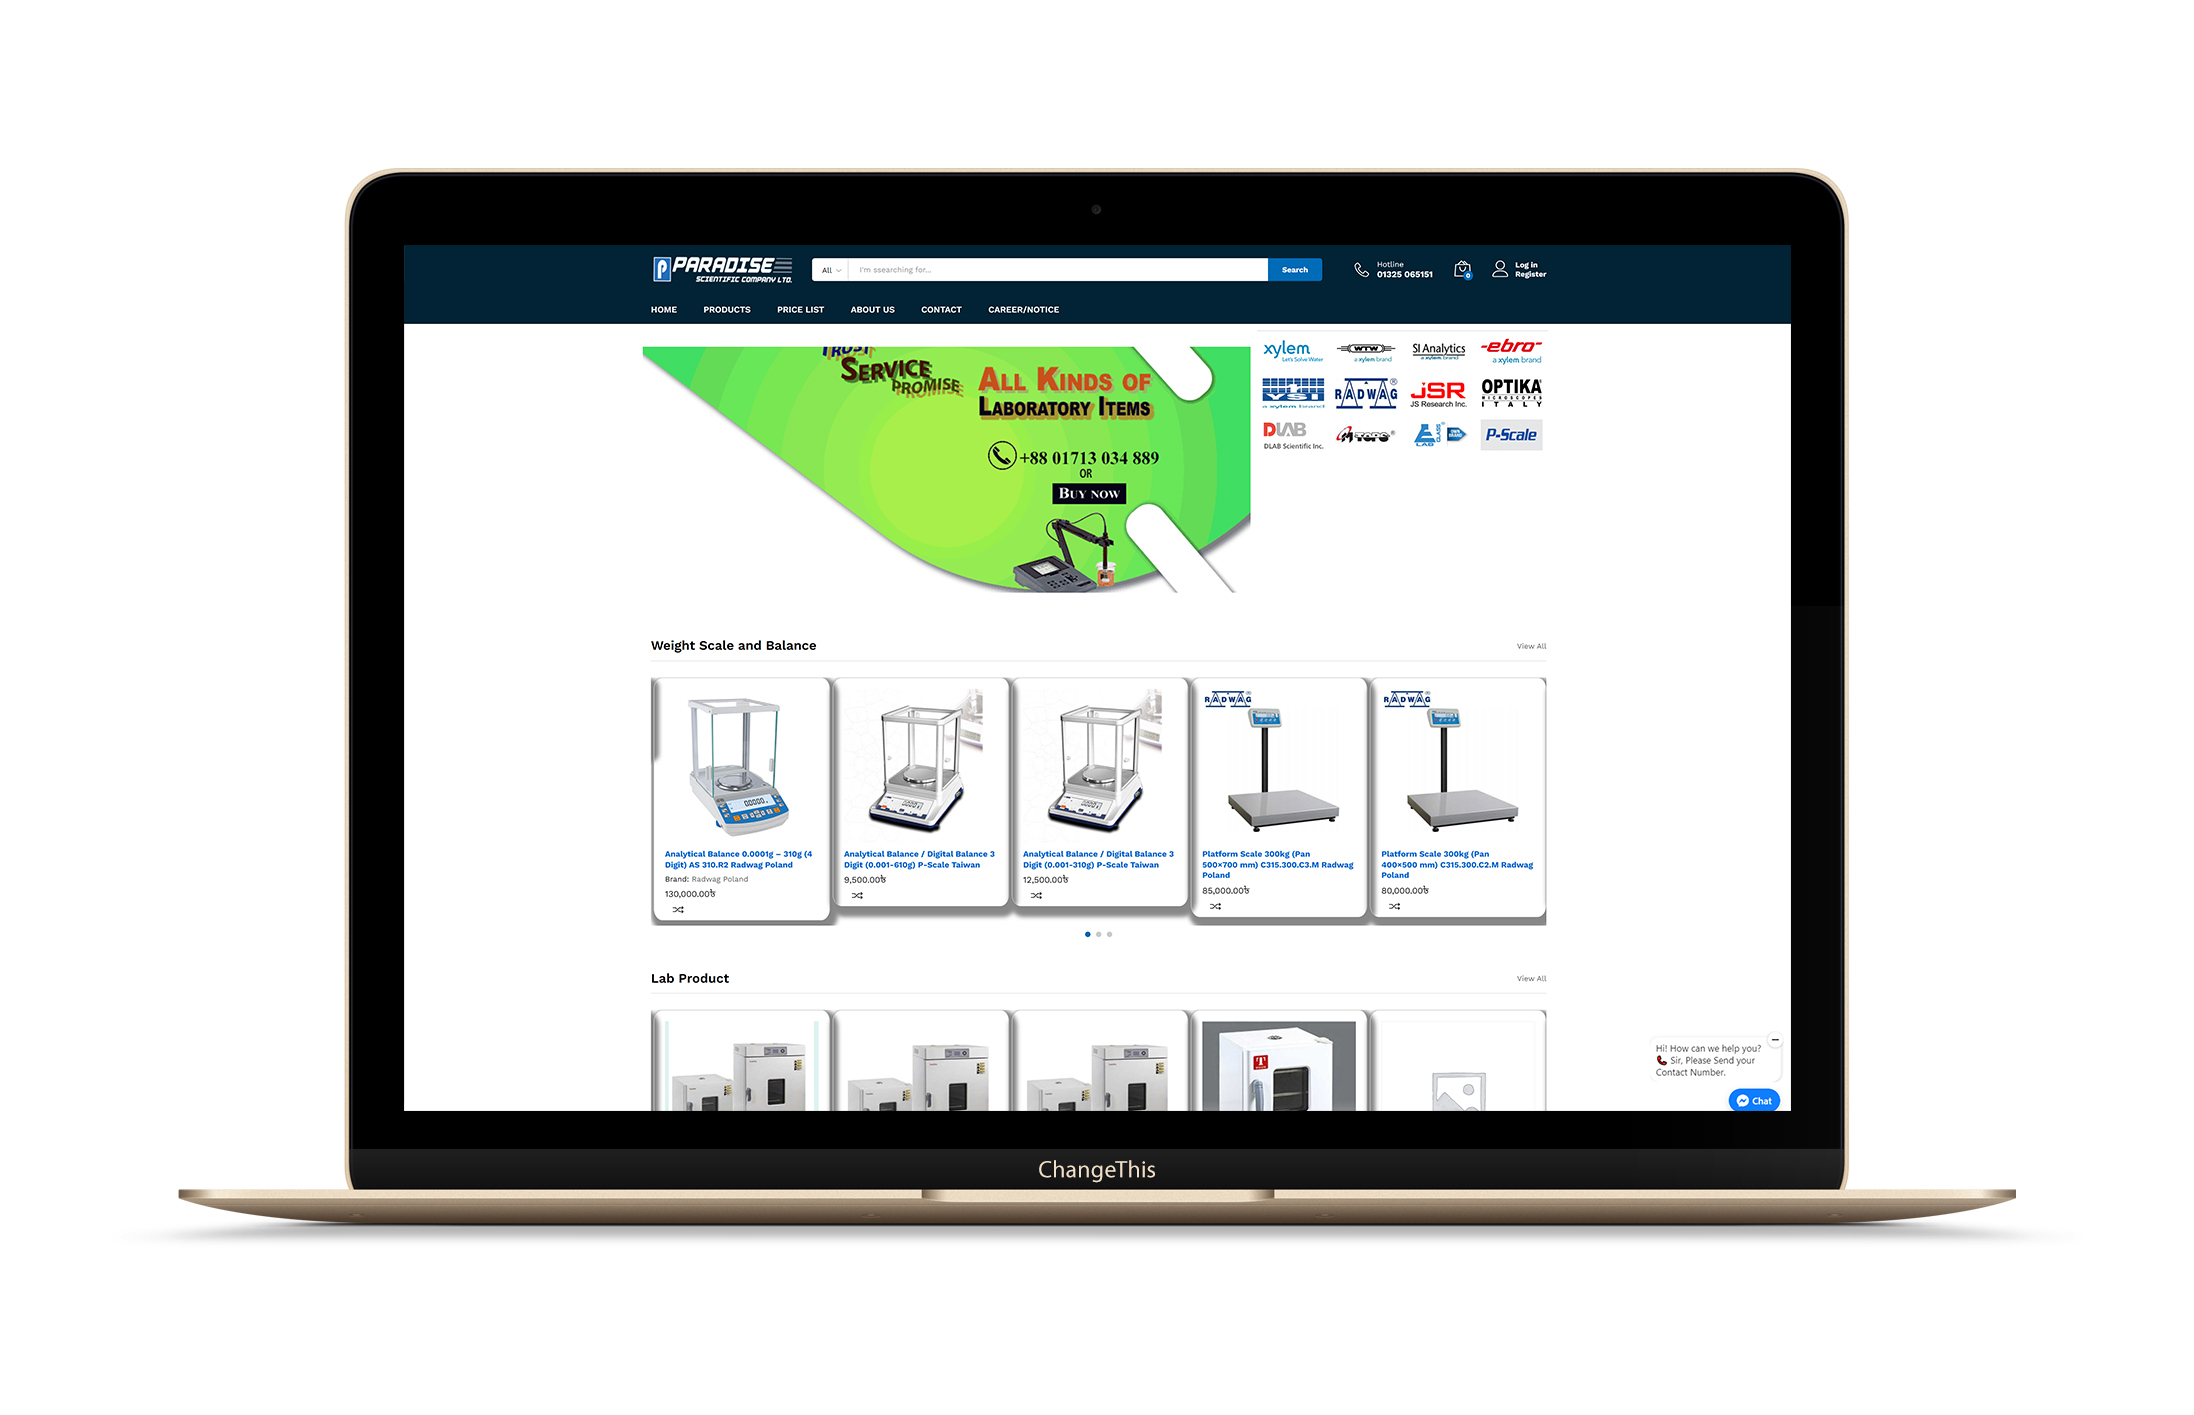 PARADISE
SCIENTIFIC COMPANY LTD.
All
I'm ssearching for...
Search
Hotline
01325 065151
0
Log in
Register
HOME PRODUCTS PRICE LIST ABOUT US CONTACT CAREER/NOTICE
TRUST
SERVICE
PROMISE
ALL KINDS OF
LABORATORY ITEMS
+88 01713 034 889
OR
BUY NOW
xylem
Let's Solve Water
WTW
a xylem brand
SI Analytics
a xylem brand
ebro
a xylem brand
YSI
a xylem brand
RADWAG®
JSR
JS Research Inc.
OPTIKA
MICROSCOPES
ITALY
DLAB
DLAB Scientific Inc.
TOPS®
LAB
GLASS
P-Scale
Weight Scale and Balance
View All
RADWAG®
RADWAG®
Analytical Balance 0.0001g – 310g (4
Digit) AS 310.R2 Radwag Poland
Brand: Radwag Poland
130,000.00৳
Analytical Balance / Digital Balance 3
Digit (0.001-610g) P-Scale Taiwan
9,500.00৳
Analytical Balance / Digital Balance 3
Digit (0.001-310g) P-Scale Taiwan
12,500.00৳
Platform Scale 300kg (Pan
500×700 mm) C315.300.C3.M Radwag
Poland
85,000.00৳
Platform Scale 300kg (Pan
400×500 mm) C315.300.C2.M Radwag
Poland
80,000.00৳
Lab Product
View All
Hi! How can we help you?
Sir, Please Send your
Contact Number.
Chat
ChangeThis